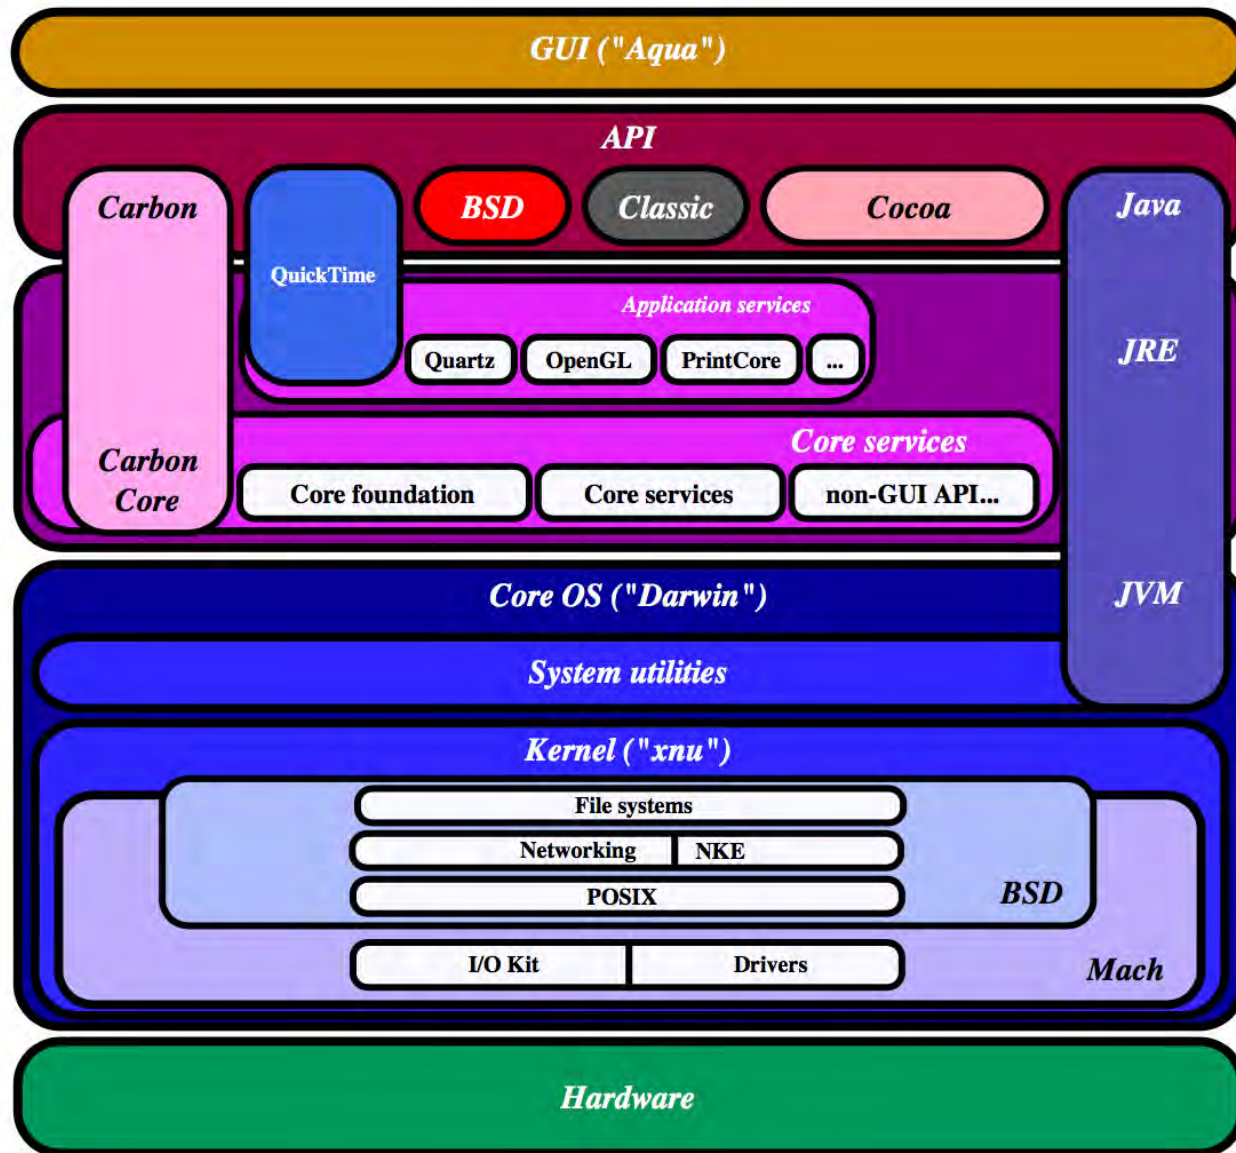 GUI ("Aqua")
API
Carbon
QuickTime
BSD
Classic
Cocoa
Java
Application services
Quartz
OpenGL
PrintCore
...
JRE
Carbon
Core
Core services
Core foundation
Core services
non-GUI API...
Core OS ("Darwin")
JVM
System utilities
Kernel ("xnu")
File systems
Networking
NKE
POSIX
BSD
I/O Kit
Drivers
Mach
Hardware